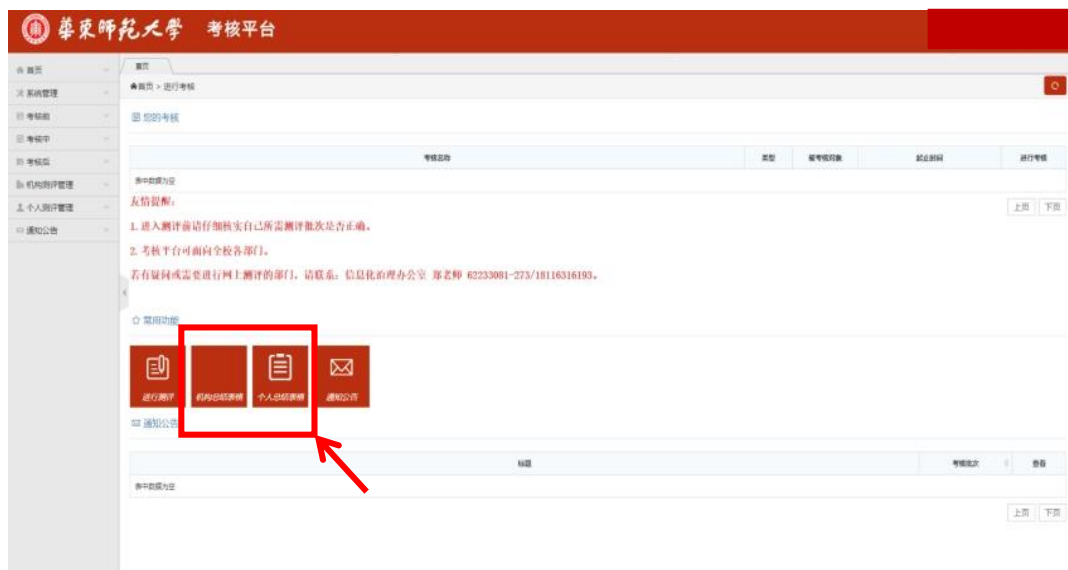 華東師範大學 考核平台
首页
系统管理
考核前
考核中
考核后
机构测评管理
个人测评管理
通知公告
首页
首页 > 进行考核
您的考核
考核名称 类型 被考核对象 起止时间 进行考核
表中数据为空
上页 下页
友情提醒:
1. 进入测评前请仔细核实自己所需测评批次是否正确。
2. 考核平台可面向全校各部门。
若有疑问或需要进行网上测评的部门，请联系：信息化治理办公室 郑老师 62233081-273/18116316193。
常用功能
进行测评 机构总结表横 个人总结表横 通知公告
通知公告
标题 考核批次 查看
表中数据为空
上页 下页